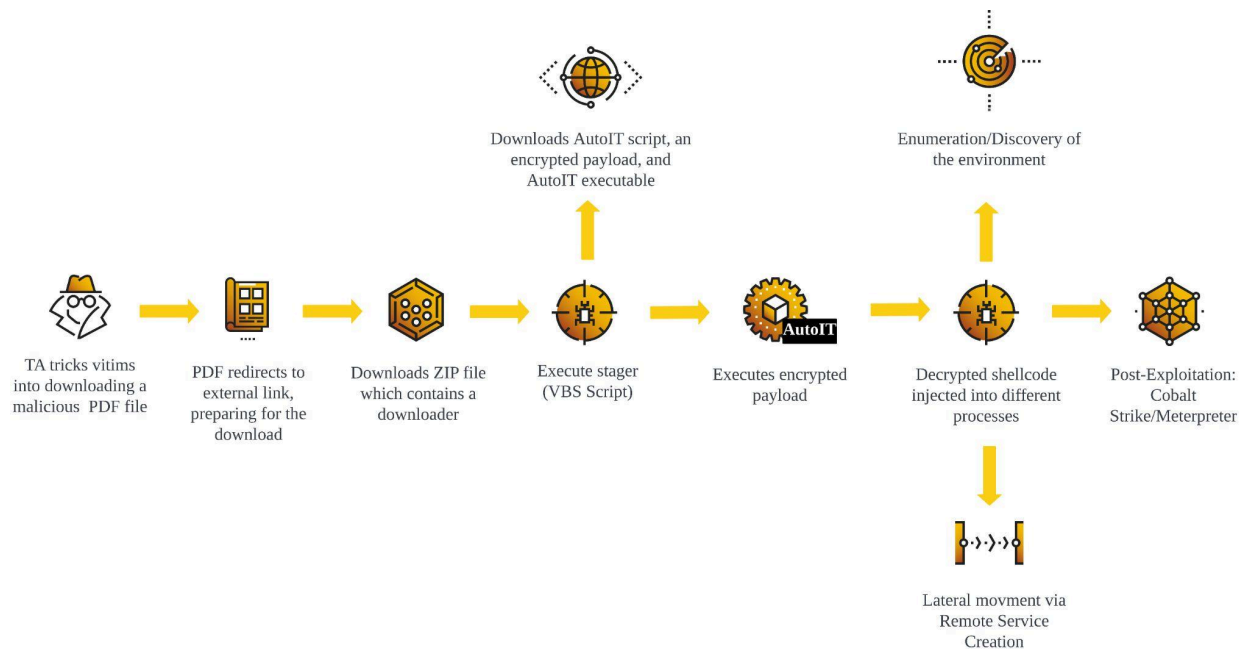 Downloads AutoIT script, an
encrypted payload, and
AutoIT executable
Enumeration/Discovery of
the environment
TA tricks vitims
into downloading a
malicious PDF file
PDF redirects to
external link,
preparing for the
download
Downloads ZIP file
which contains a
downloader
Execute stager
(VBS Script)
AutoIT
Executes encrypted
payload
Decrypted shellcode
injected into different
processes
Post-Exploitation:
Cobalt
Strike/Meterpreter
Lateral movment via
Remote Service
Creation